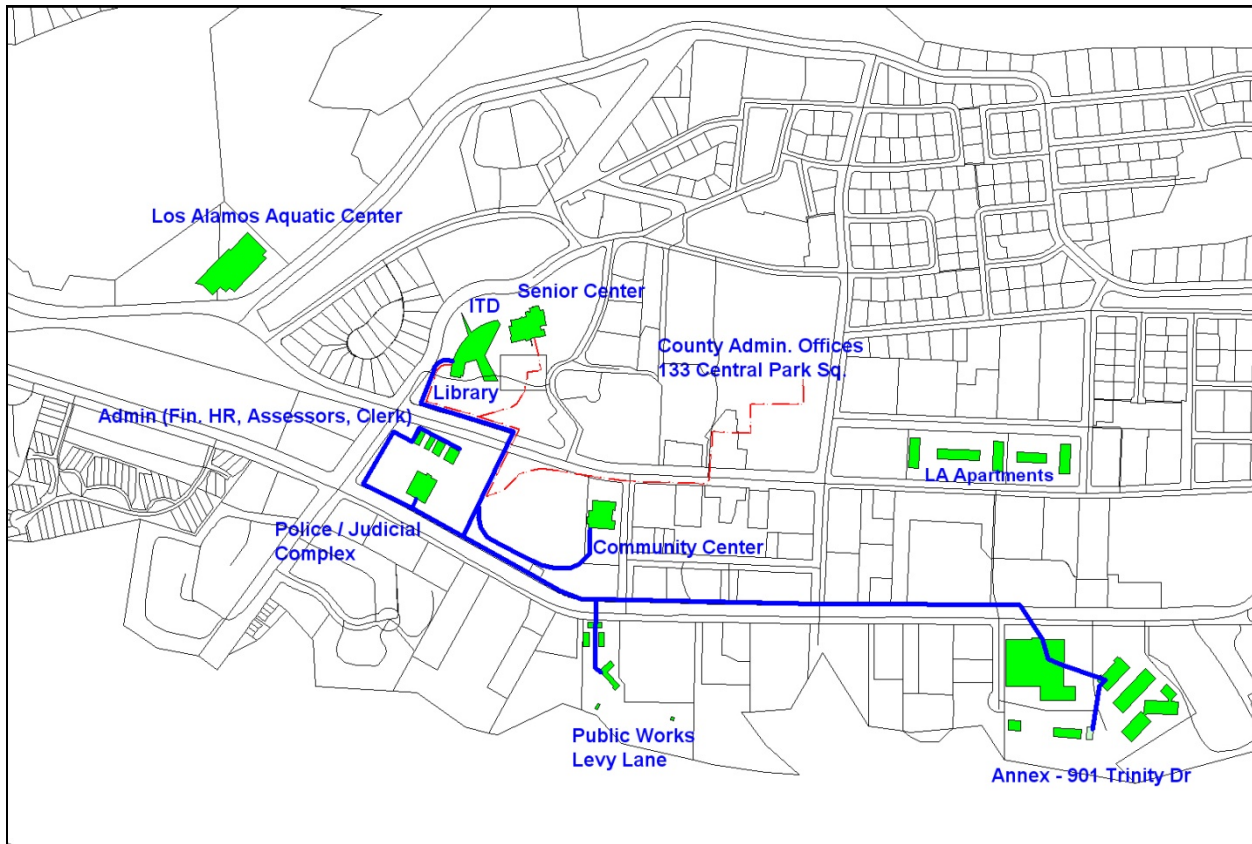 Los Alamos Aquatic Center
ITD
Senior Center
County Admin. Offices
133 Central Park Sq.
Library
Admin (Fin. HR, Assessors, Clerk)
LA Apartments
Police / Judicial
Complex
Community Center
Public Works
Levy Lane
Annex - 901 Trinity Dr